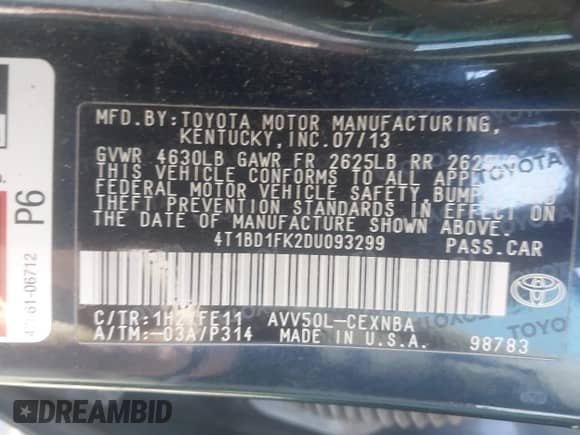 MFD.BY:TOYOTA MOTOR MANUFACTURING,
KENTUCKY,INC.07/13
GVWR 4630LB GAWR FR 2625LB RR
THIS VEHICLE CONFORMS TO ALL
FEDERAL MOTOR VEHICLE SAFETY,
THEFT PREVENTION STANDARDS IN EFFECT ON
THE DATE OF MANUFACTURE SHOWN ABOVE.
4T1BD1FK2DU093299 PASS.CAR
C/TR: AVV50L-CEXNBA
A/TM:-03A/P314 MADE IN U.S.A. 98783
TOYOTA
P6
DREAMBID